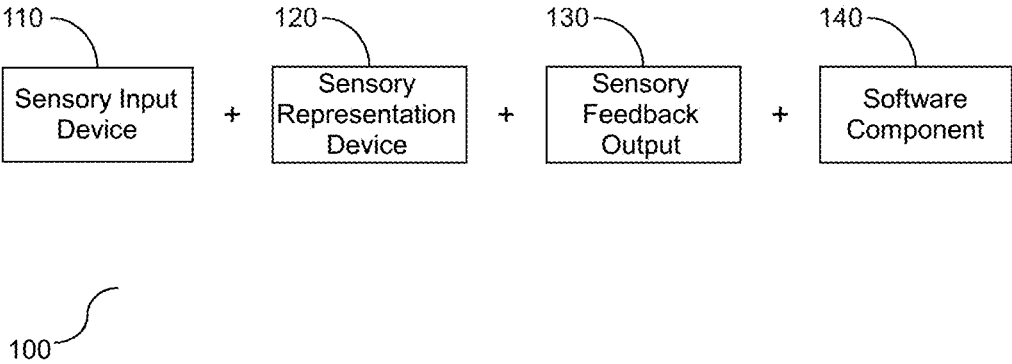 110
120
130
140
Sensory Input
Device
+
Sensory
Representation
Device
+
Sensory
Feedback
Output
+
Software
Component
100